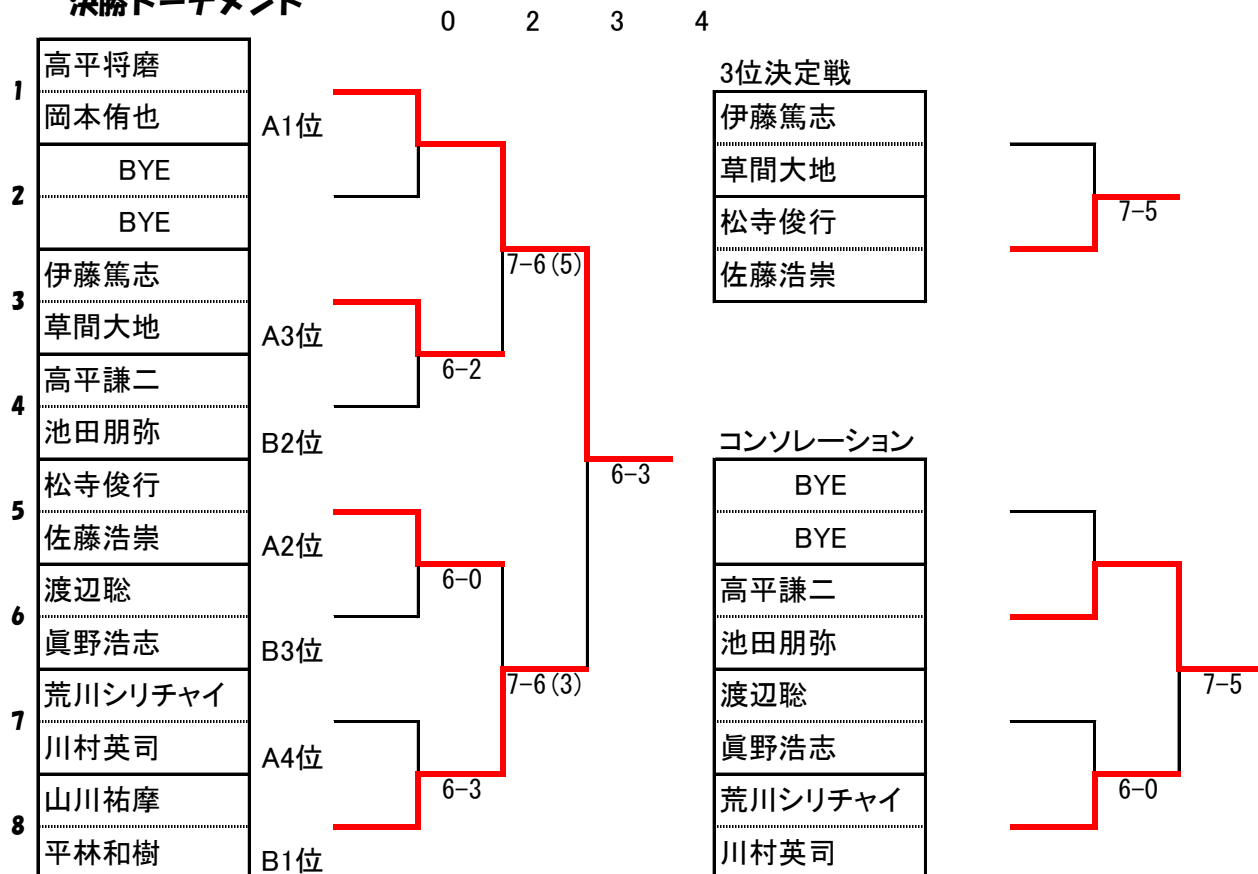 決勝トーナメント
0 2 3 4
1
高平将磨
岡本侑也
A1位
2
BYE
BYE
3
伊藤篤志
草間大地
A3位
4
高平謙二
池田朋弥
B2位
5
松寺俊行
佐藤浩崇
A2位
6
渡辺聡
眞野浩志
B3位
7
荒川シリチャイ
川村英司
A4位
8
山川祐摩
平林和樹
B1位
6-2
6-0
6-3
7-6(5)
7-6(3)
6-3
3位決定戦
伊藤篤志
草間大地
松寺俊行
佐藤浩崇
7-5
コンソレーション
BYE
BYE
高平謙二
池田朋弥
渡辺聡
眞野浩志
荒川シリチャイ
川村英司
6-0
7-5